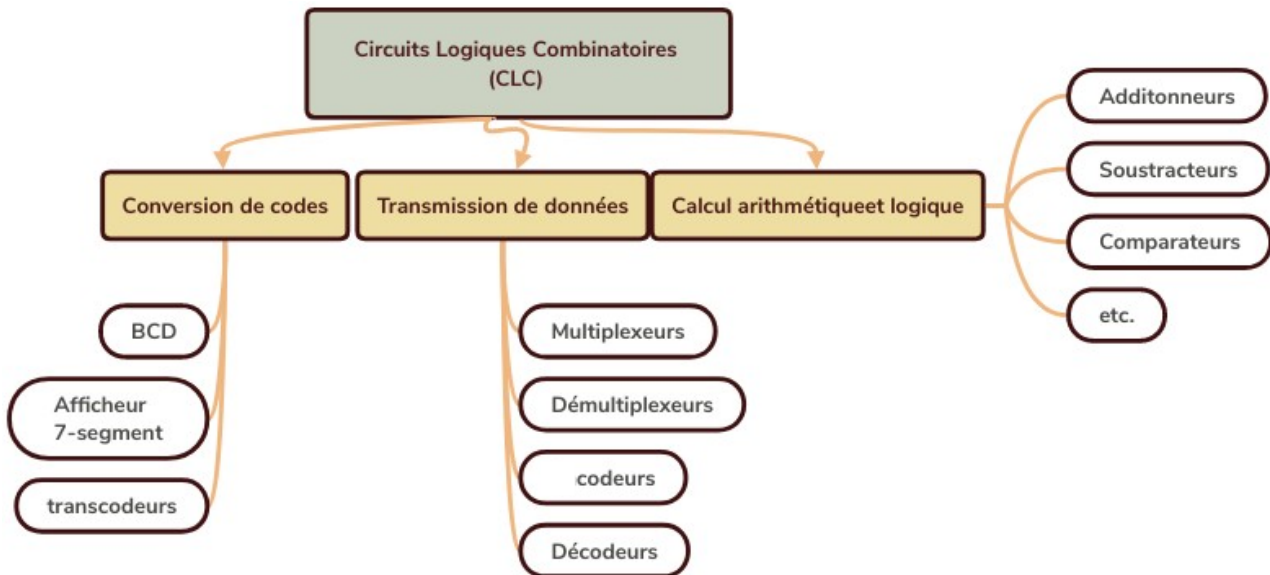 Circuits Logiques Combinatoires
(CLC)
Conversion de codes
Transmission de données
Calcul arithmétiqueet logique
BCD
Afficheur
7-segment
transcodeurs
Multiplexeurs
Démultiplexeurs
codeurs
Décodeurs
Additonneurs
Soustracteurs
Comparateurs
etc.